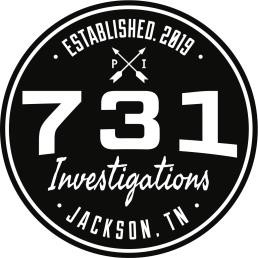 • ESTABLISHED. 2019 •
P I
731
Investigations
• JACKSON, TN •